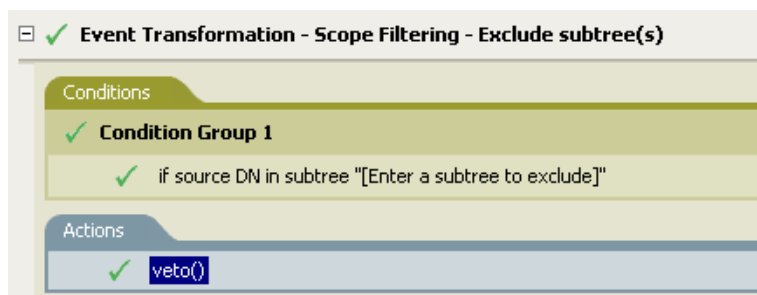 Event Transformation - Scope Filtering - Exclude subtree(s)
Conditions
Condition Group 1
if source DN in subtree "[Enter a subtree to exclude]"
Actions
veto()